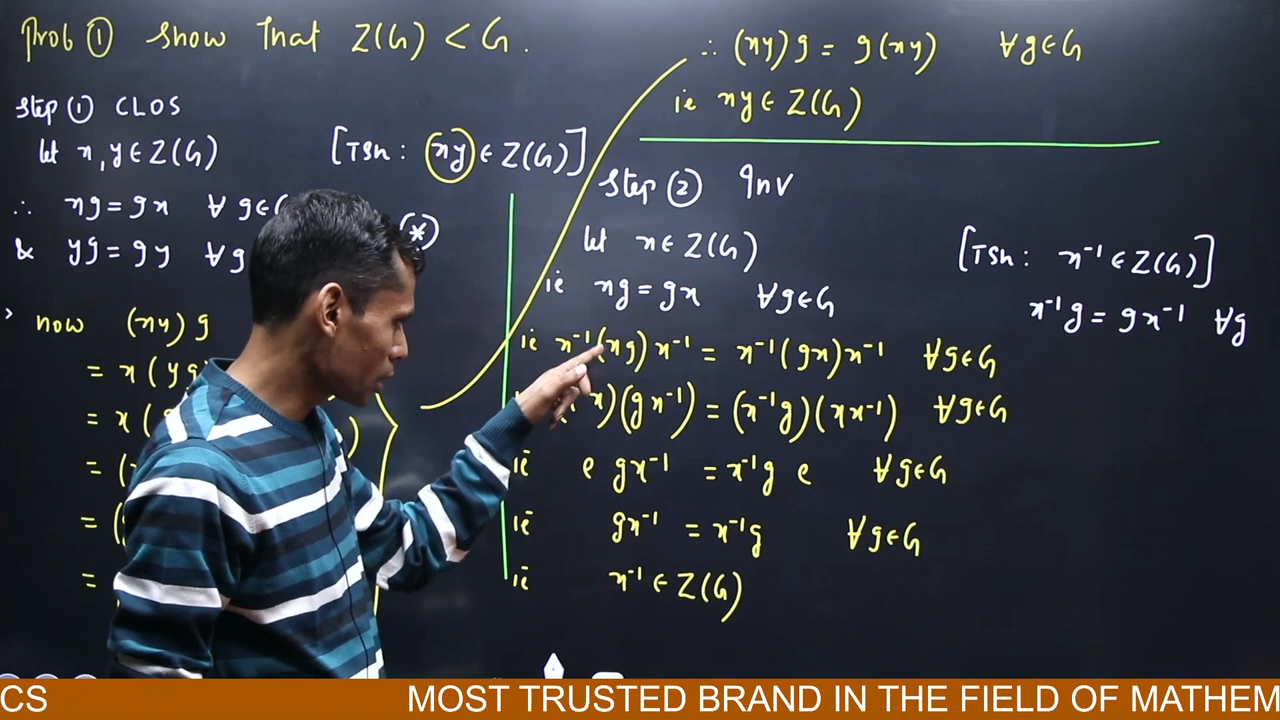 Prob ① Show That Z(G) < G.
Step ① CLOS
let x, y ∈ Z(G) [TSh: xy ∈ Z(G)]
∴ xg = gx ∀ g ∈ G
& yg = gy ∀ g (*)
now (xy) g
= x (yg
= x (
= (
= (
=
∴ (xy) g = g (xy) ∀ g ∈ G
ie xy ∈ Z(G)
Step ② Inv
let x ∈ Z(G) [TSh: x⁻¹ ∈ Z(G)]
ie xg = gx ∀ g ∈ G x⁻¹g = gx⁻¹ ∀g
ie x⁻¹(xg)x⁻¹ = x⁻¹(gx)x⁻¹ ∀ g ∈ G
x)(gx⁻¹) = (x⁻¹g)(xx⁻¹) ∀ g ∈ G
ie e gx⁻¹ = x⁻¹g e ∀ g ∈ G
ie gx⁻¹ = x⁻¹g ∀ g ∈ G
ie x⁻¹ ∈ Z(G)
CS MOST TRUSTED BRAND IN THE FIELD OF MATHEM